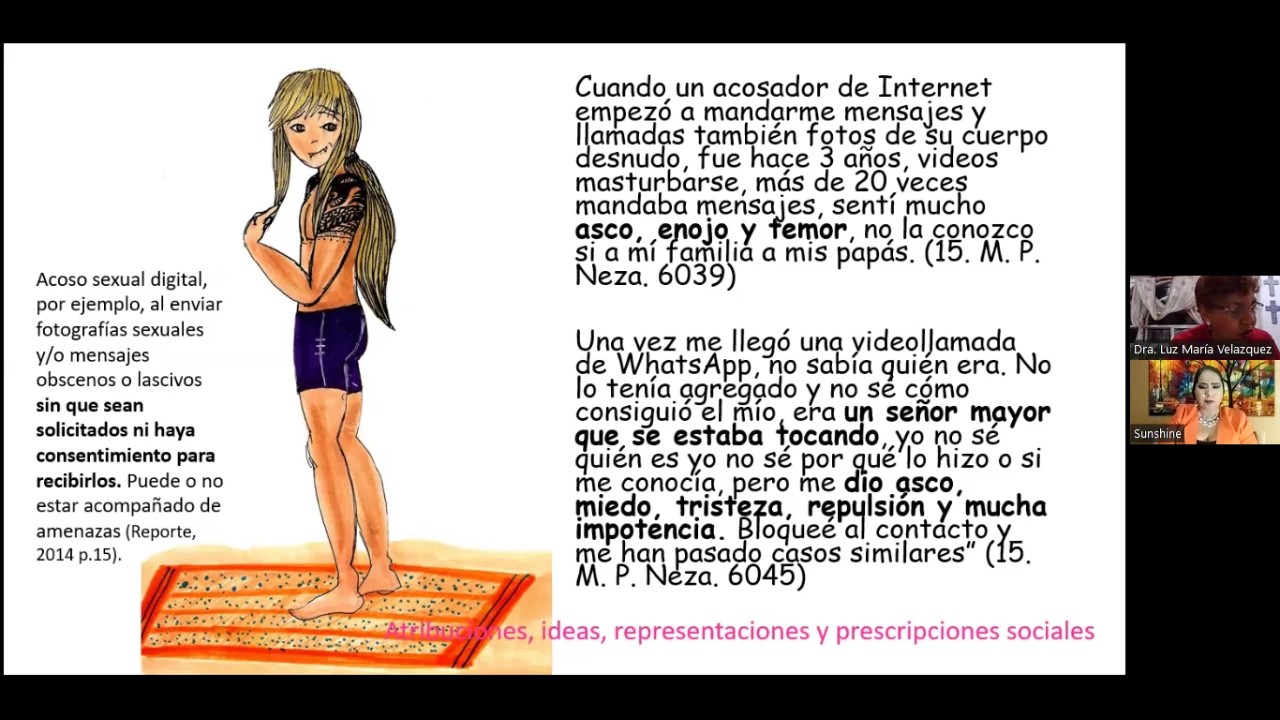 Cuando un acosador de Internet
empezó a mandarme mensajes y
llamadas también fotos de su cuerpo
desnudo, fue hace 3 años, videos
masturbarse, más de 20 veces
mandaba mensajes, sentí mucho
asco, enojo y temor, no la conozco
si a mí familia a mis papás. (15. M. P.
Neza. 6039)
Acoso sexual digital,
por ejemplo, al enviar
fotografías sexuales
y/o mensajes
obscenos o lascivos
sin que sean
solicitados ni haya
consentimiento para
recibirlos. Puede o no
estar acompañado de
amenazas (Reporte,
2014 p.15).
Una vez me llegó una videollamada
de WhatsApp, no sabía quién era. No
lo tenía agregado y no sé cómo
consiguió el mío, era un señor mayor
que se estaba tocando, yo no sé
quién es yo no sé por qué lo hizo o si
me conocía, pero me dio asco,
miedo, tristeza, repulsión y mucha
impotencia. Bloqueé al contacto y
me han pasado casos similares” (15.
M. P. Neza. 6045)
Atribuciones, ideas, representaciones y prescripciones sociales
Dra. Luz María Velazquez
Sunshine